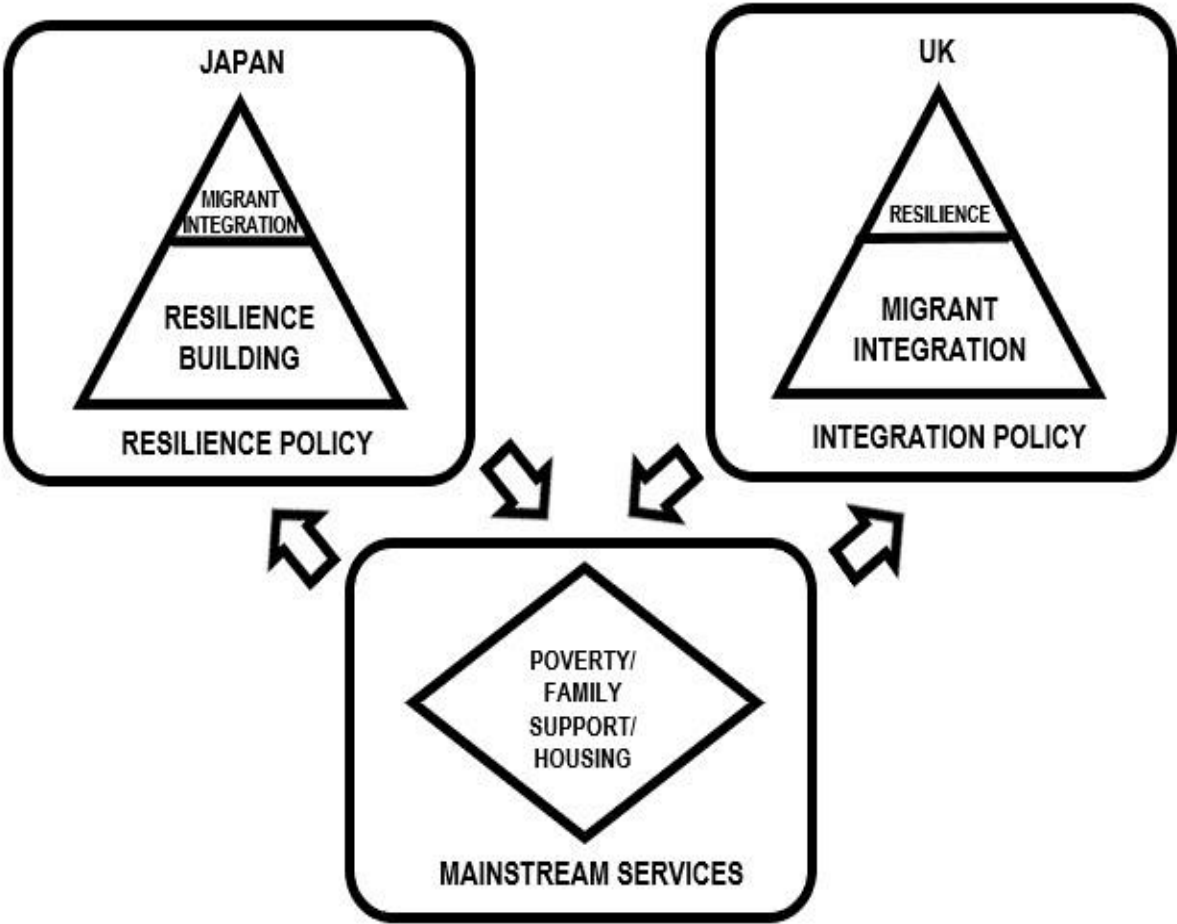 JAPAN
MIGRANT
INTEGRATION
RESILIENCE
BUILDING
RESILIENCE POLICY
UK
RESILIENCE
MIGRANT
INTEGRATION
INTEGRATION POLICY
POVERTY/
FAMILY
SUPPORT/
HOUSING
MAINSTREAM SERVICES